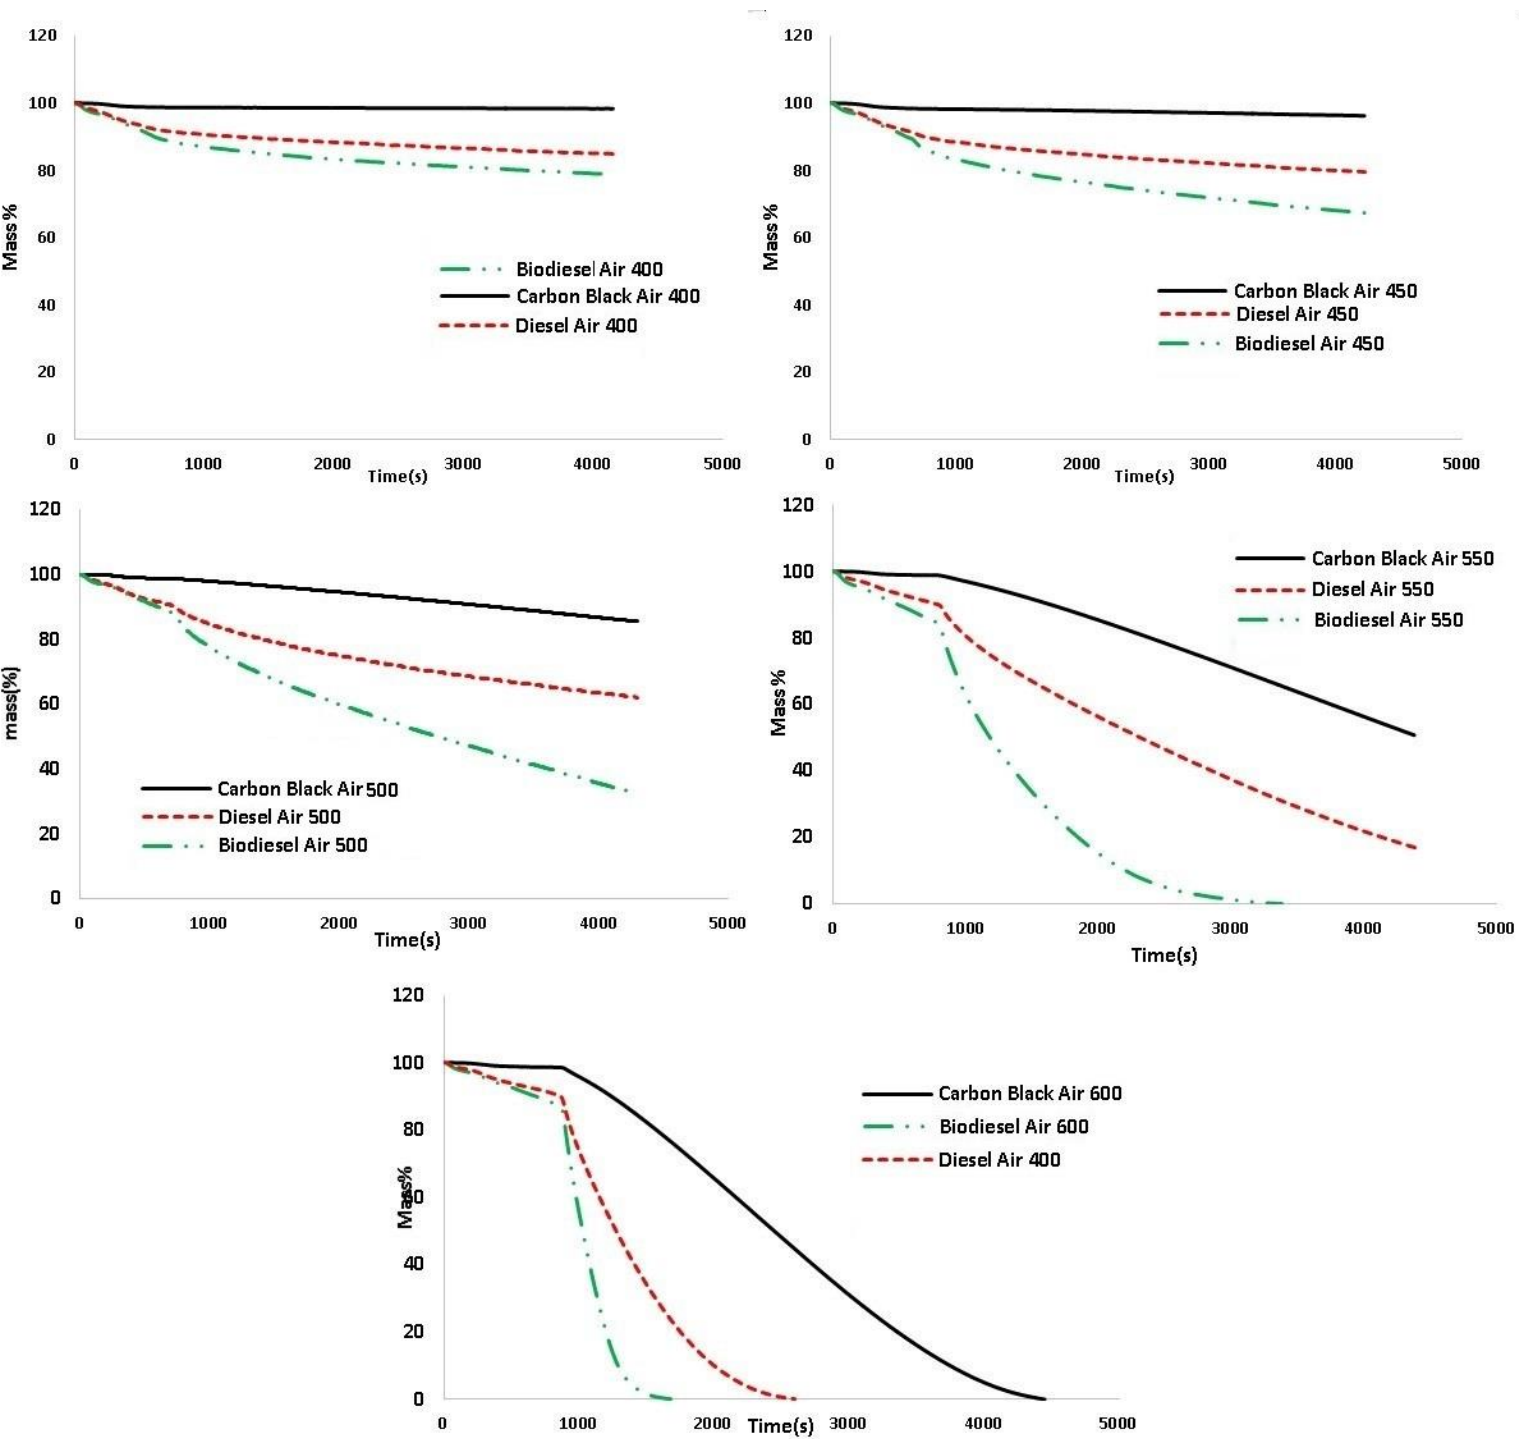 120
100
80
60
40
20
0
Mass%
Biodiesel Air 400
Carbon Black Air 400
Diesel Air 400
0 1000 2000 3000 4000 5000
Time(s)
120
100
80
60
40
20
0
Mass%
Carbon Black Air 450
Diesel Air 450
Biodiesel Air 450
0 1000 2000 3000 4000 5000
Time(s)
120
100
80
60
40
20
0
mass(%)
Carbon Black Air 500
Diesel Air 500
Biodiesel Air 500
0 1000 2000 3000 4000 5000
Time(s)
120
100
80
60
40
20
0
Mass%
Carbon Black Air 550
Diesel Air 550
Biodiesel Air 550
0 1000 2000 3000 4000 5000
Time(s)
120
100
80
60
40
20
0
Mass%
Carbon Black Air 600
Biodiesel Air 600
Diesel Air 400
0 1000 2000 3000 4000 5000
Time(s)